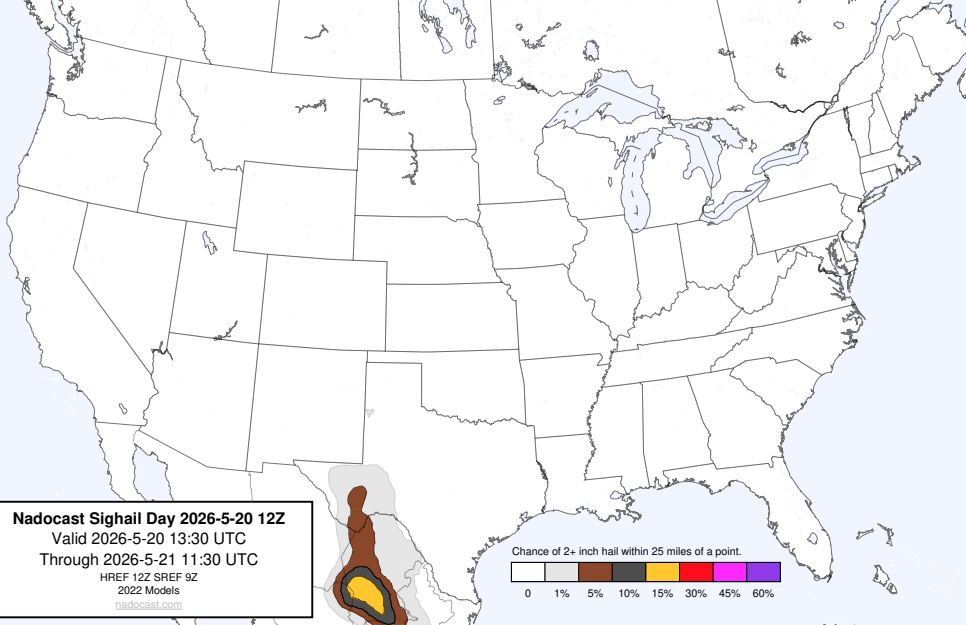 Nadocast Sighail Day 2026-5-20 12Z
Valid 2026-5-20 13:30 UTC
Through 2026-5-21 11:30 UTC
HREF 12Z SREF 9Z
2022 Models
nadocast.com
Chance of 2+ inch hail within 25 miles of a point.
0 1% 5% 10% 15% 30% 45% 60%